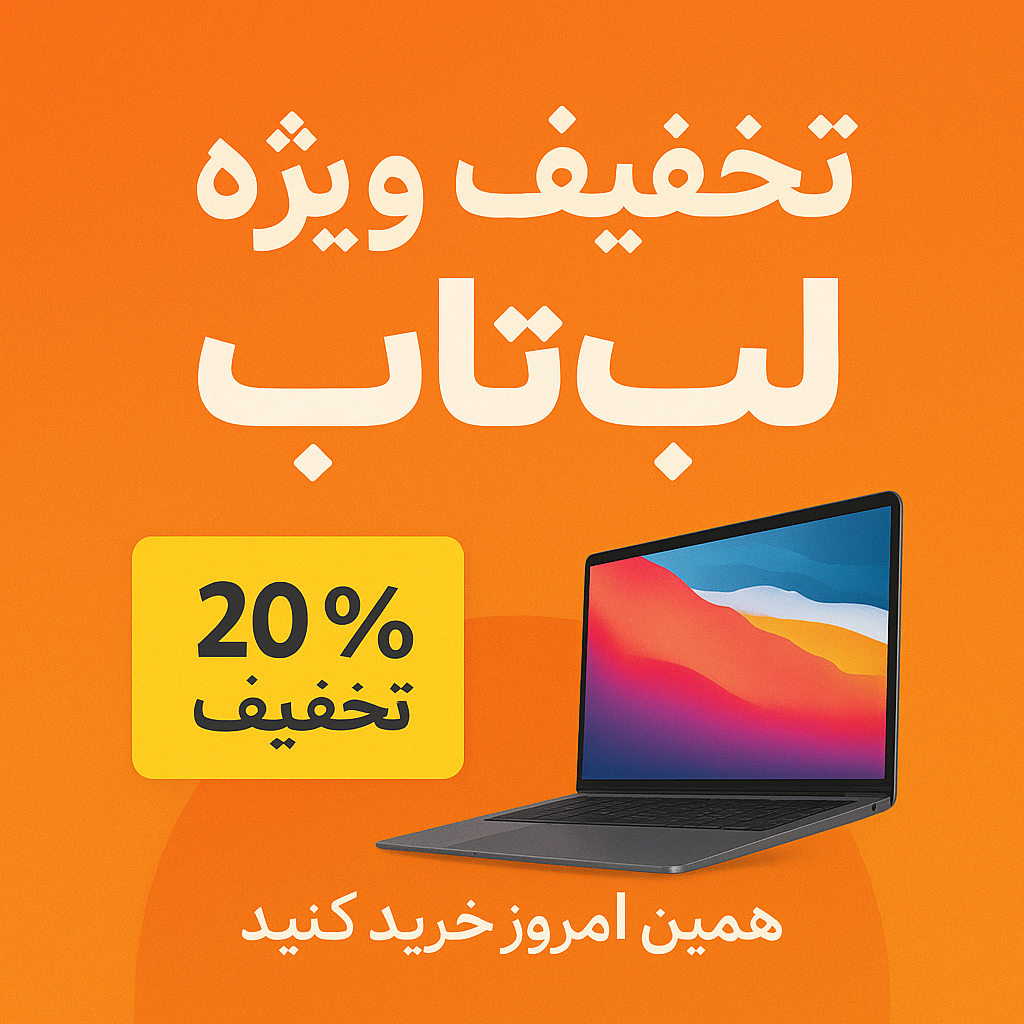 تخفیف ویژه
لب‌تاب
20%
تخفیف
همین امروز خرید کنید